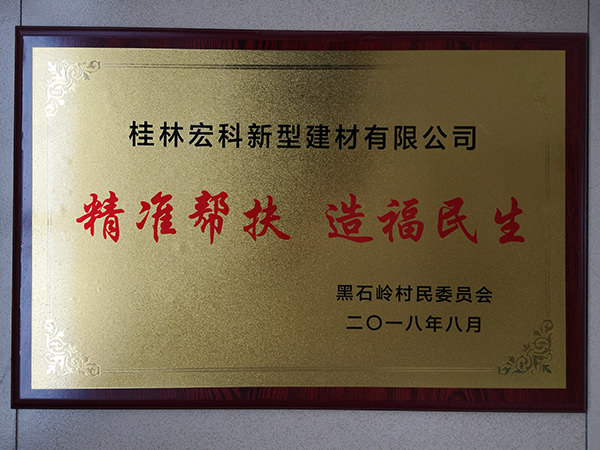 桂林宏科新型建材有限公司
精准帮扶 造福民生
黑石岭村民委员会
二〇一八年八月